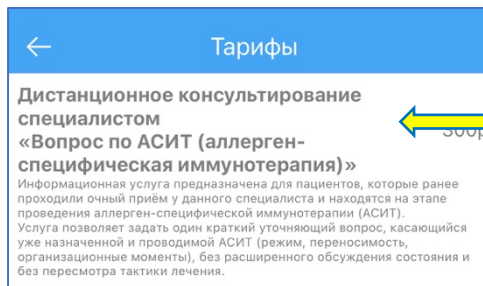 Тарифы
Дистанционное консультирование
специалистом
«Вопрос по АСИТ (аллерген-
специфическая иммунотерапия)»
Информационная услуга предназначена для пациентов, которые ранее
проходили очный приём у данного специалиста и находятся на этапе
проведения аллерген-специфической иммунотерапии (АСИТ).
Услуга позволяет задать один краткий уточняющий вопрос, касающийся
уже назначенной и проводимой АСИТ (режим, переносимость,
организационные моменты), без расширенного обсуждения состояния и
без пересмотра тактики лечения.